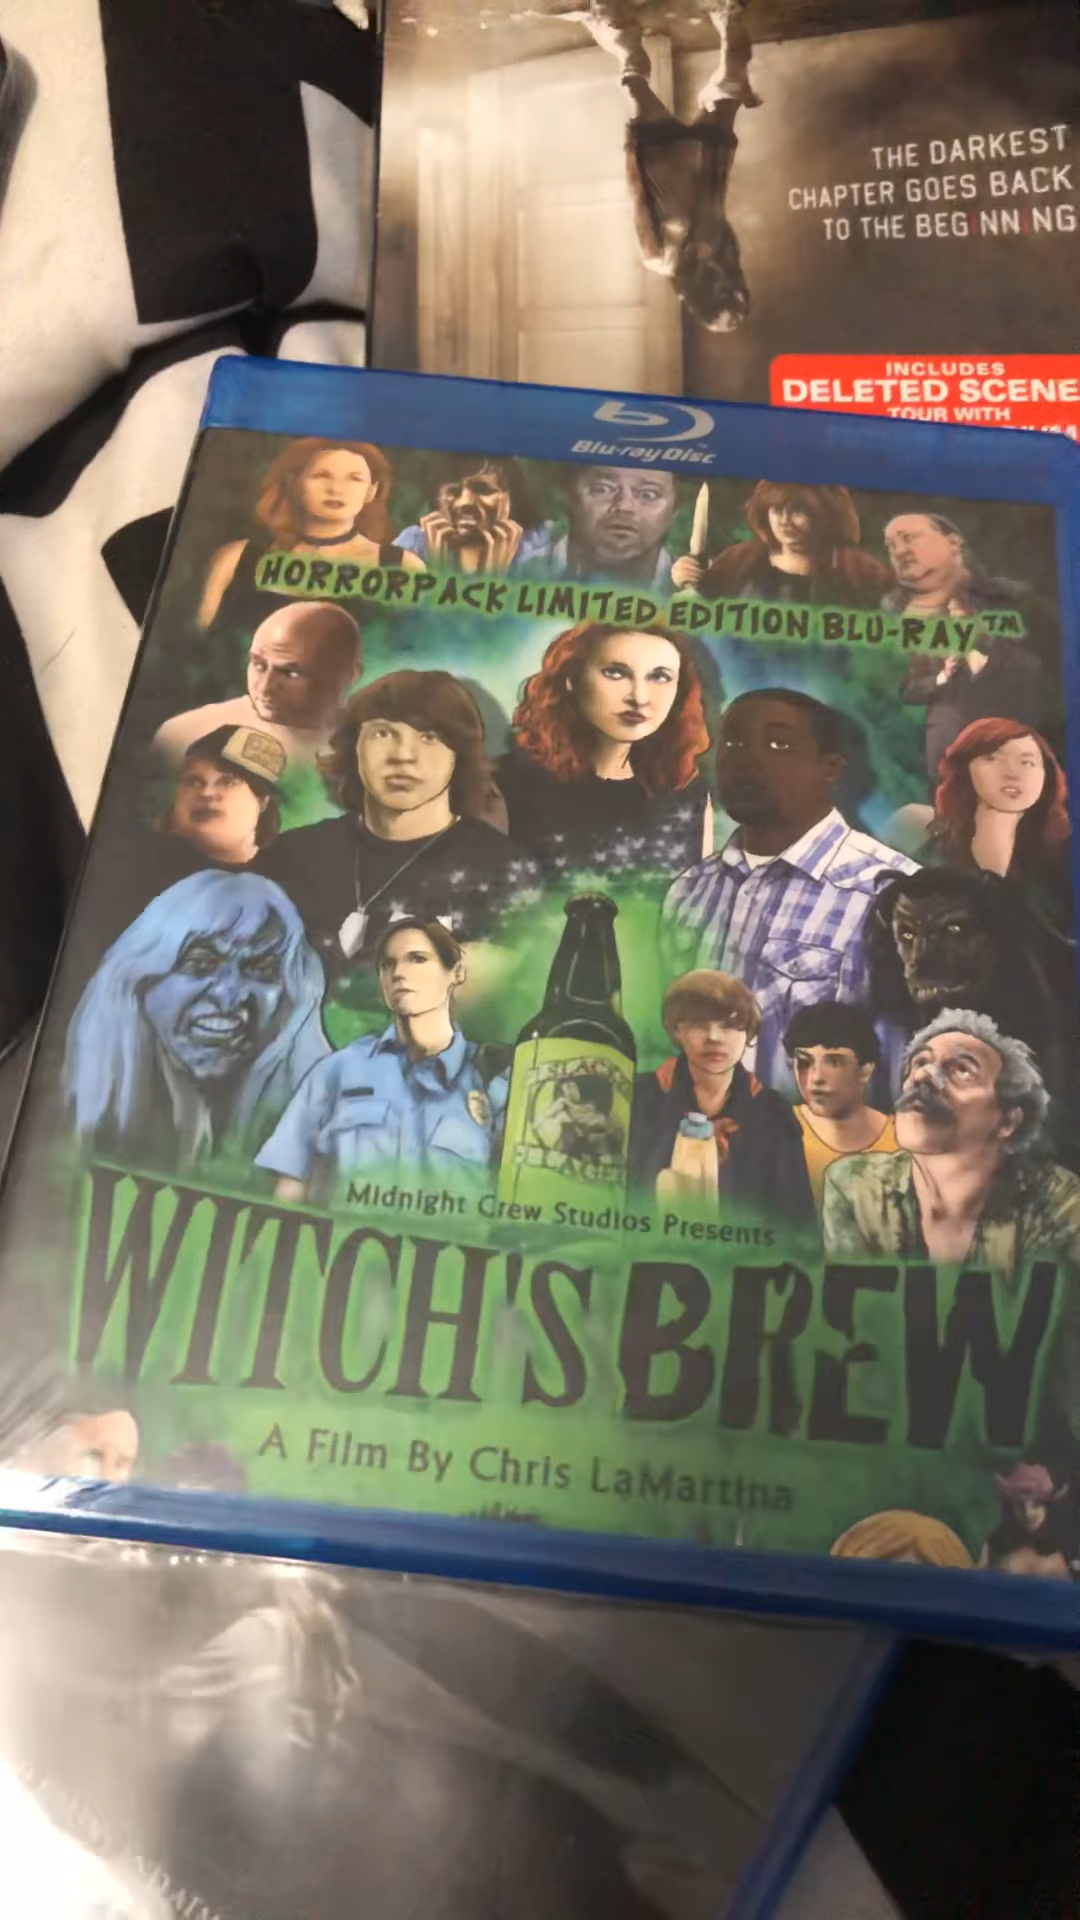 THE DARKEST
CHAPTER GOES BACK
TO THE BEGINNING
INCLUDES
DELETED SCENE
TOUR WITH
Blu-ray Disc
HORRORPACK LIMITED EDITION BLU-RAY™
LAGER
Midnight Crew Studios Presents
WITCH'S BREW
A Film By Chris LaMartina